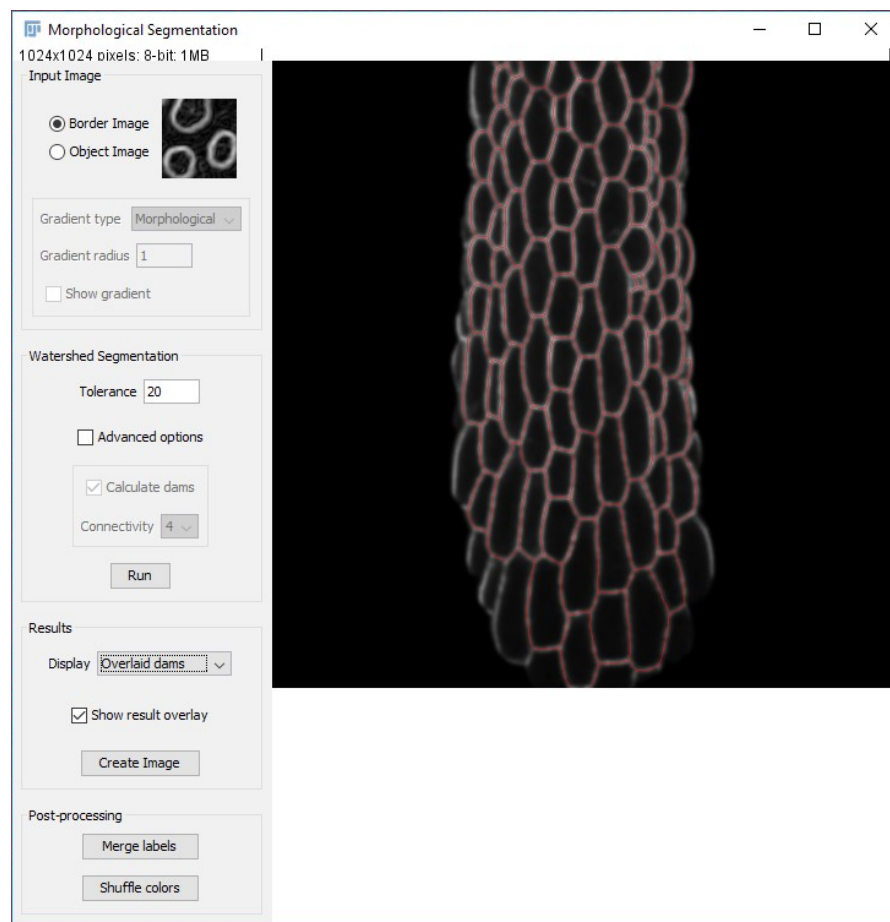 Morphological Segmentation
1024x1024 pixels; 8-bit; 1MB
Input Image
Border Image
Object Image
Gradient type Morphological
Gradient radius 1
Show gradient
Watershed Segmentation
Tolerance 20
Advanced options
Calculate dams
Connectivity 4
Run
Results
Display Overlaid dams
Show result overlay
Create Image
Post-processing
Merge labels
Shuffle colors